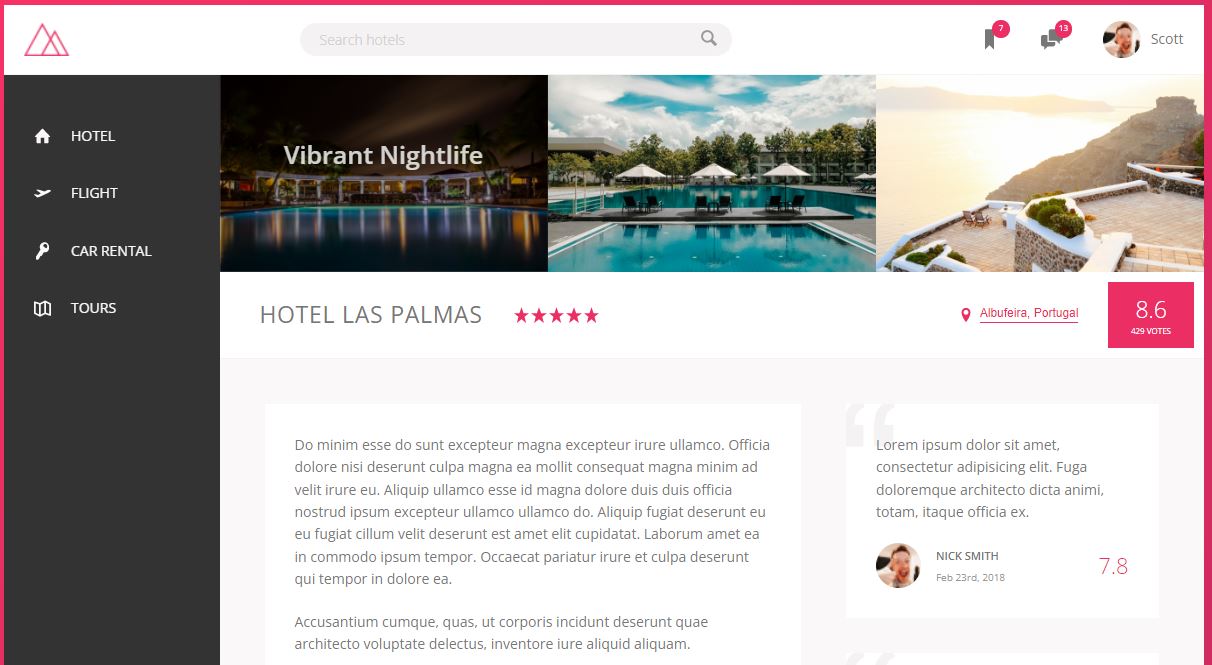 Search hotels
7
13
Scott
HOTEL
FLIGHT
CAR RENTAL
TOURS
Vibrant Nightlife
HOTEL LAS PALMAS
Albufeira, Portugal
8.6
429 VOTES
Do minim esse do sunt excepteur magna excepteur irure ullamco. Officia
dolore nisi deserunt culpa magna ea mollit consequat magna minim ad
velit irure eu. Aliquip ullamco esse id magna dolore duis duis officia
nostrud ipsum excepteur ullamco ullamco do. Aliquip fugiat deserunt eu
eu fugiat cillum velit deserunt est amet elit cupidatat. Laborum amet ea
in commodo ipsum tempor. Occaecat pariatur irure et culpa deserunt
qui tempor in dolore ea.
Accusantium cumque, quas, ut corporis incidunt deserunt quae
architecto voluptate delectus, inventore iure aliquid aliquam.
“
Lorem ipsum dolor sit amet,
consectetur adipisicing elit. Fuga
doloremque architecto dicta animi,
totam, itaque officia ex.
NICK SMITH
Feb 23rd, 2018
7.8
“